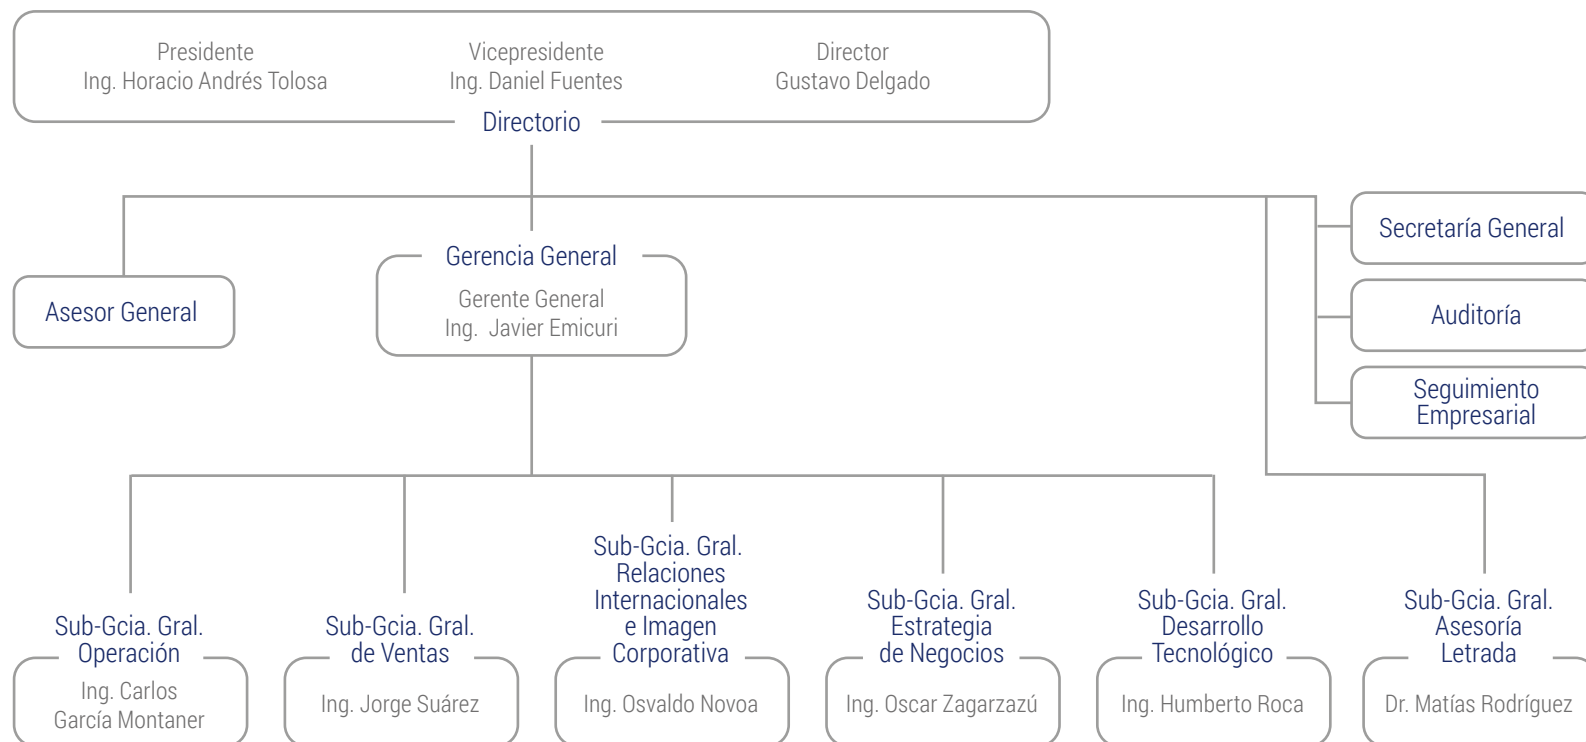 Presidente
Ing. Horacio Andrés Tolosa
Vicepresidente
Ing. Daniel Fuentes
Director
Gustavo Delgado
Directorio
Asesor General
Gerencia General
Gerente General
Ing. Javier Emicuri
Secretaría General
Auditoría
Seguimiento
Empresarial
Sub-Gcia. Gral.
Operación
Ing. Carlos
García Montaner
Sub-Gcia. Gral.
de Ventas
Ing. Jorge Suárez
Sub-Gcia. Gral.
Relaciones
Internacionales
e Imagen
Corporativa
Ing. Osvaldo Novoa
Sub-Gcia. Gral.
Estrategia
de Negocios
Ing. Oscar Zagarzazú
Sub-Gcia. Gral.
Desarrollo
Tecnológico
Ing. Humberto Roca
Sub-Gcia. Gral.
Asesoría
Letrada
Dr. Matías Rodríguez